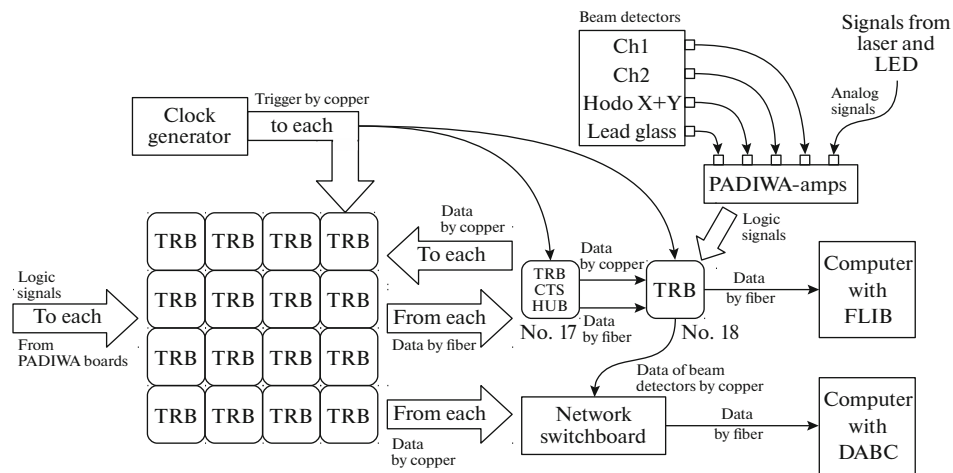 Beam detectors
Ch1
Ch2
Hodo X+Y
Lead glass
Signals from
laser and
LED
Analog
signals
PADIWA-amps
Logic
signals
Clock
generator
Trigger by copper
to each
TRB TRB TRB TRB
TRB TRB TRB TRB
TRB TRB TRB TRB
TRB TRB TRB TRB
Logic
signals
To each
From
PADIWA boards
Data
by copper
To each
From each
Data by fiber
From each
Data
by copper
TRB
CTS
HUB
No. 17
Data
by copper
Data
by fiber
TRB
No. 18
Data
by fiber
Computer
with
FLIB
Data of beam
detectors by copper
Network
switchboard
Data
by fiber
Computer
with
DABC